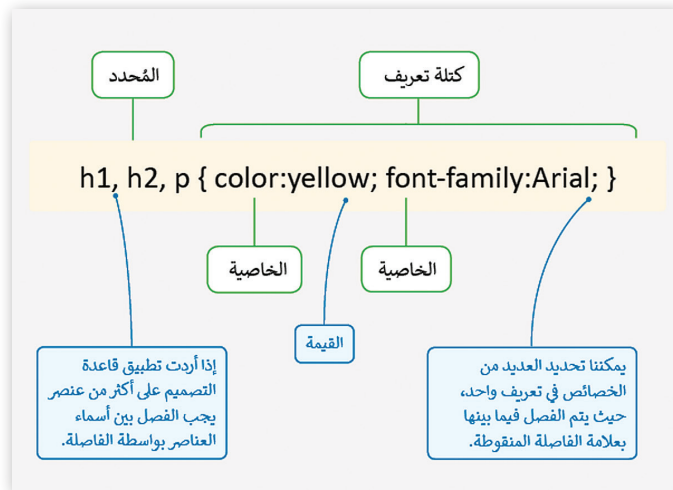 كتلة تعريف
المُحدد
h1, h2, p { color:yellow; font-family:Arial; }
الخاصية
الخاصية
القيمة
يمكننا تحديد العديد من
الخصائص في تعريف واحد،
حيث يتم الفصل فيما بينها
بعلامة الفاصلة المنقوطة.
إذا أردت تطبيق قاعدة
التصميم على أكثر من عنصر
يجب الفصل بين أسماء
العناصر بواسطة الفاصلة.